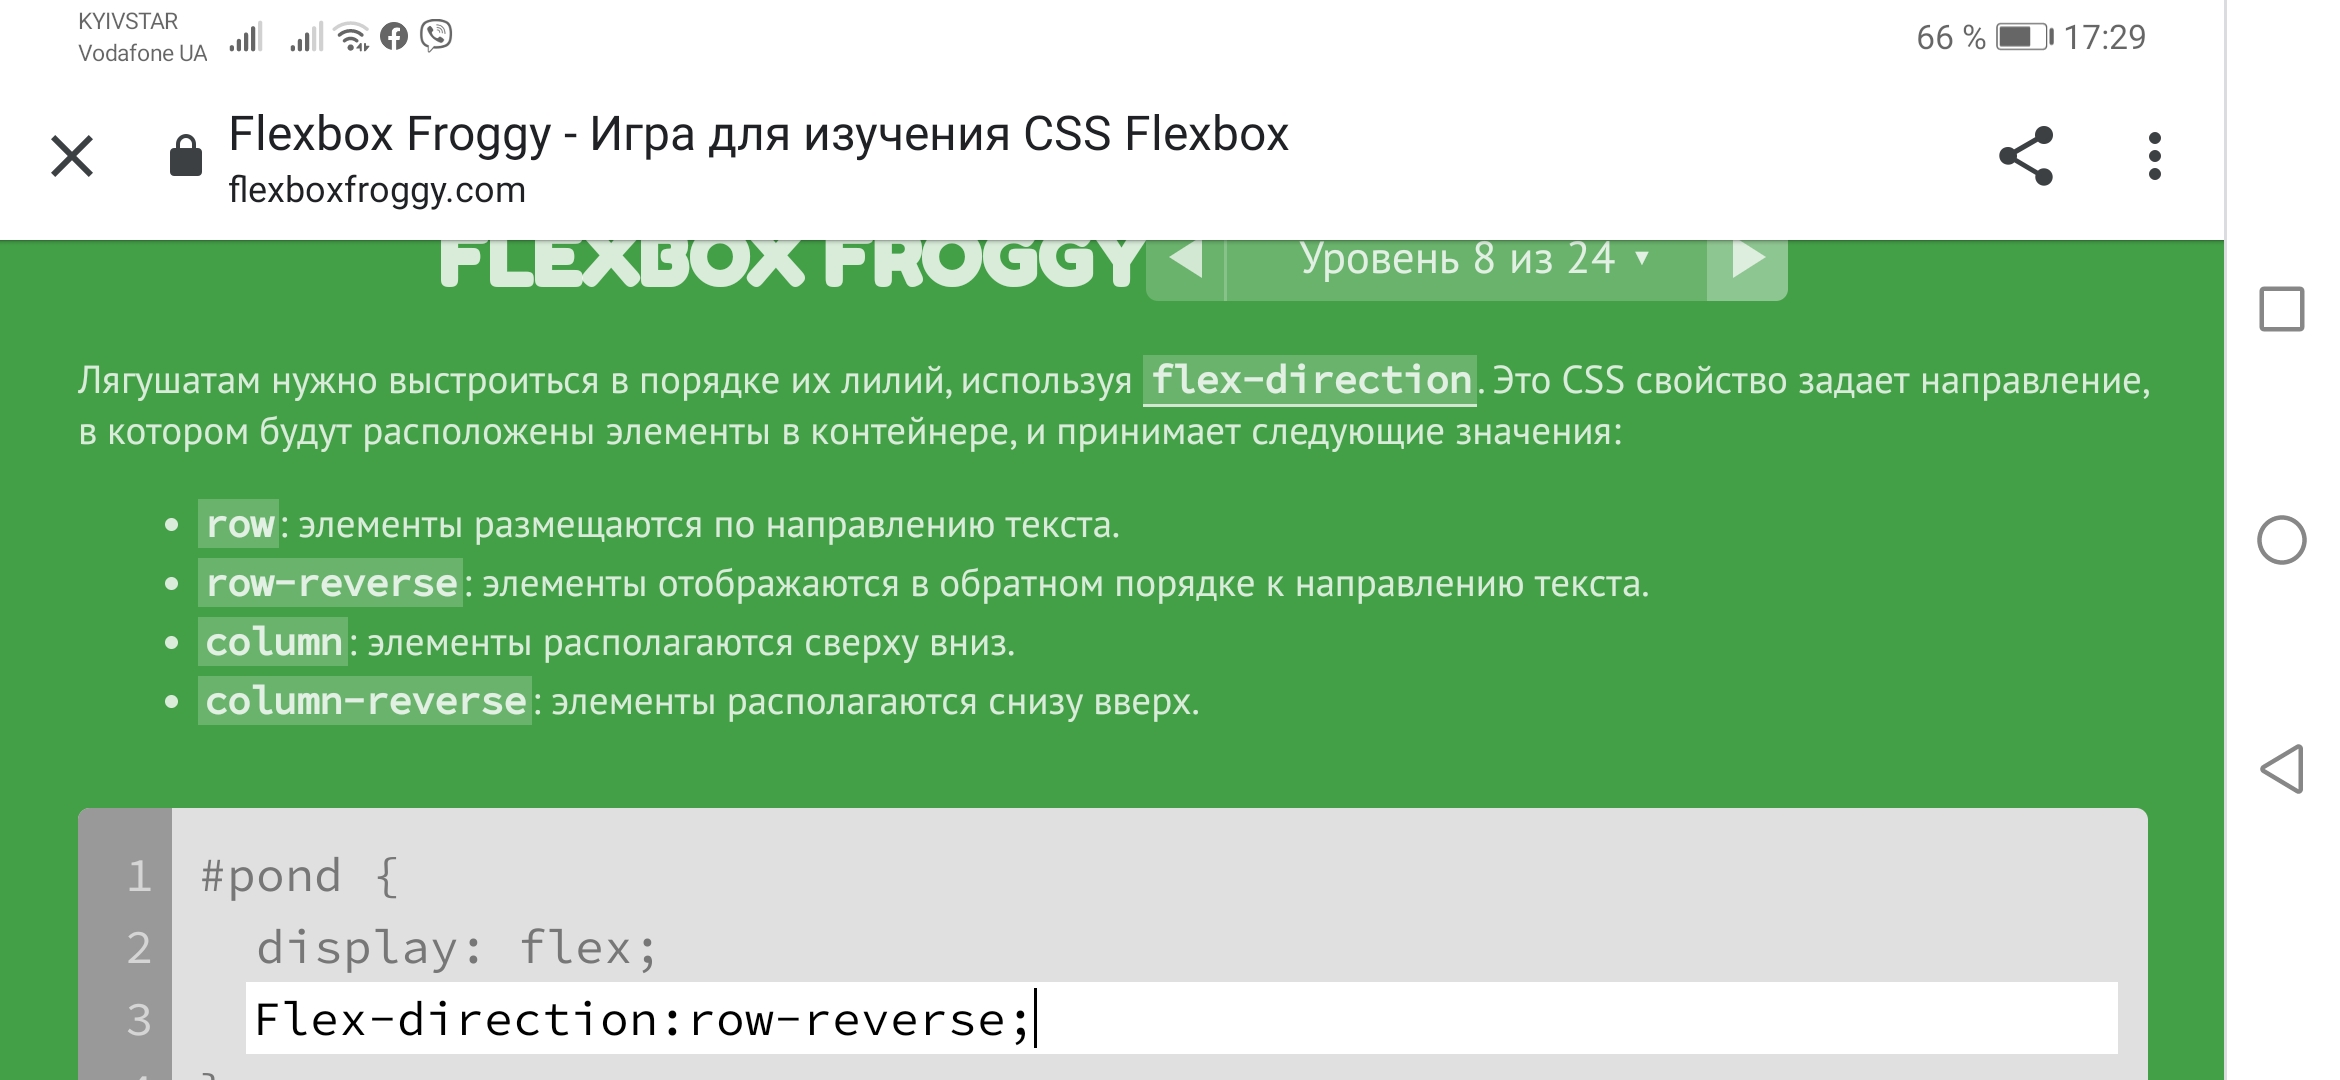 KYIVSTAR
Vodafone UA
66 %
17:29
Flexbox Froggy - Игра для изучения CSS Flexbox
flexboxfroggy.com
FLEXBOX FROGGY
Уровень 8 из 24
Лягушатам нужно выстроиться в порядке их лилий, используя flex-direction. Это CSS свойство задает направление,
в котором будут расположены элементы в контейнере, и принимает следующие значения:
• row: элементы размещаются по направлению текста.
• row-reverse: элементы отображаются в обратном порядке к направлению текста.
• column: элементы располагаются сверху вниз.
• column-reverse: элементы располагаются снизу вверх.
1 #pond {
2 display: flex;
3 Flex-direction:row-reverse;